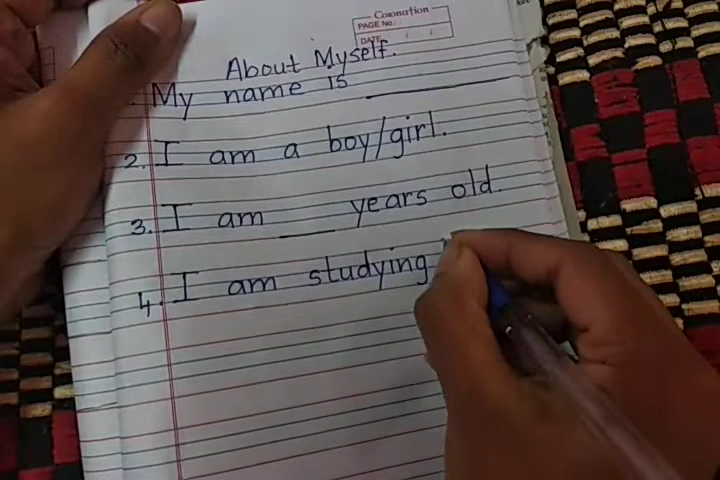 Coronation
PAGE No.
DATE
About Myself.
My name is
2. I am a boy/girl.
3. I am ___ years old.
4. I am studying